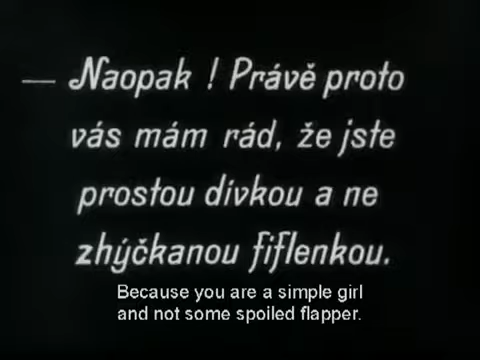 — Naopak ! Právě proto
vás mám rád, že jste
prostou dívkou a ne
zhýčkanou fiflenkou.
Because you are a simple girl
and not some spoiled flapper.